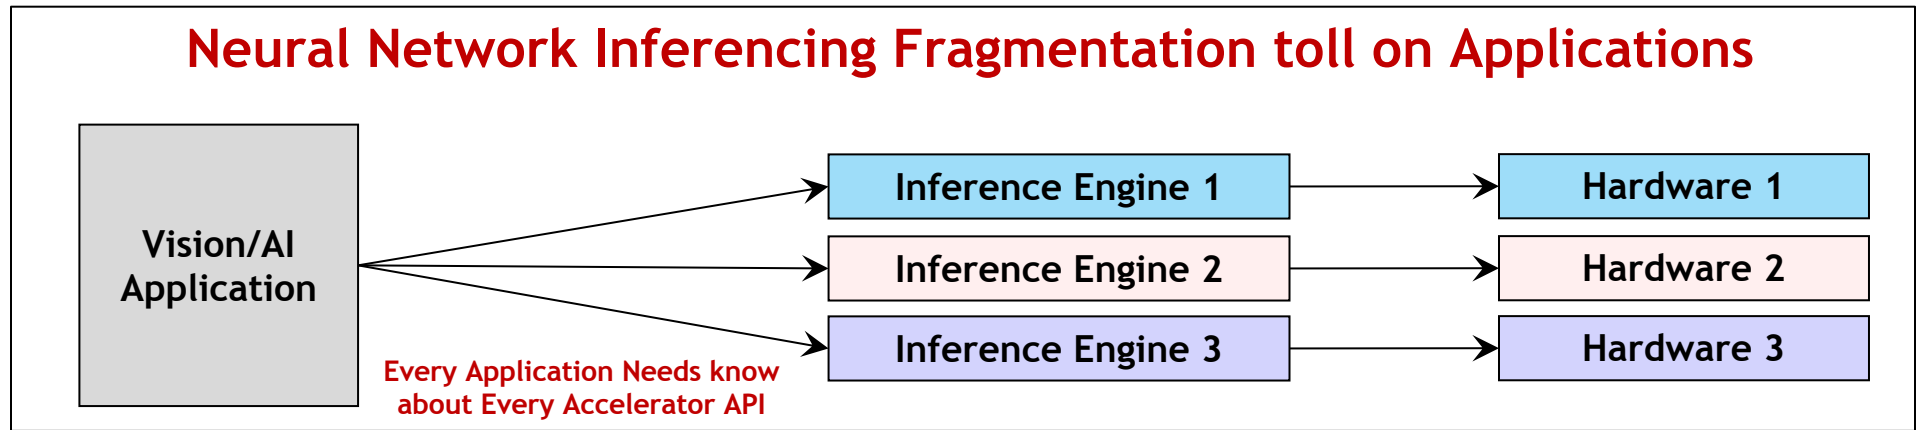 Neural Network Inferencing Fragmentation toll on Applications
Vision/AI
Application
Inference Engine 1
Hardware 1
Inference Engine 2
Hardware 2
Inference Engine 3
Hardware 3
Every Application Needs know
about Every Accelerator API